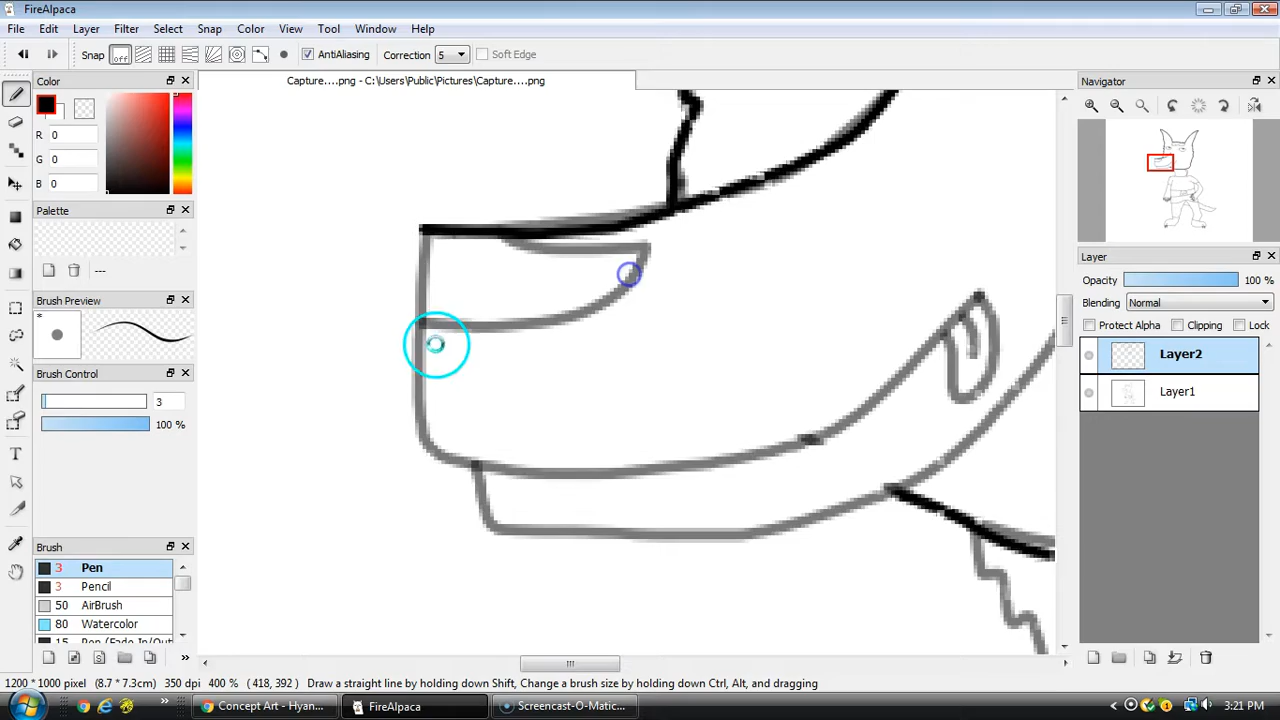 FireAlpaca
File Edit Layer Filter Select Snap Color View Tool Window Help
Snap off AntiAliasing Correction 5 Soft Edge
Color
Capture....png - C:\Users\Public\Pictures\Capture....png
Navigator
R 0
G 0
B 0
Palette
---
Brush Preview
*
Brush Control
3
100 %
Layer
Opacity 100 %
Blending Normal
Protect Alpha Clipping Lock
Layer2
Layer1
Brush
3 Pen
3 Pencil
50 AirBrush
80 Watercolor
15 Pen (Fade In/Out
1200 * 1000 pixel (8.7 * 7.3cm) 350 dpi 400 % ( 418, 392 ) Draw a straight line by holding down Shift, Change a brush size by holding down Ctrl, Alt, and dragging
Concept Art - Hyan... FireAlpaca Screencast-O-Matic... 3:21 PM